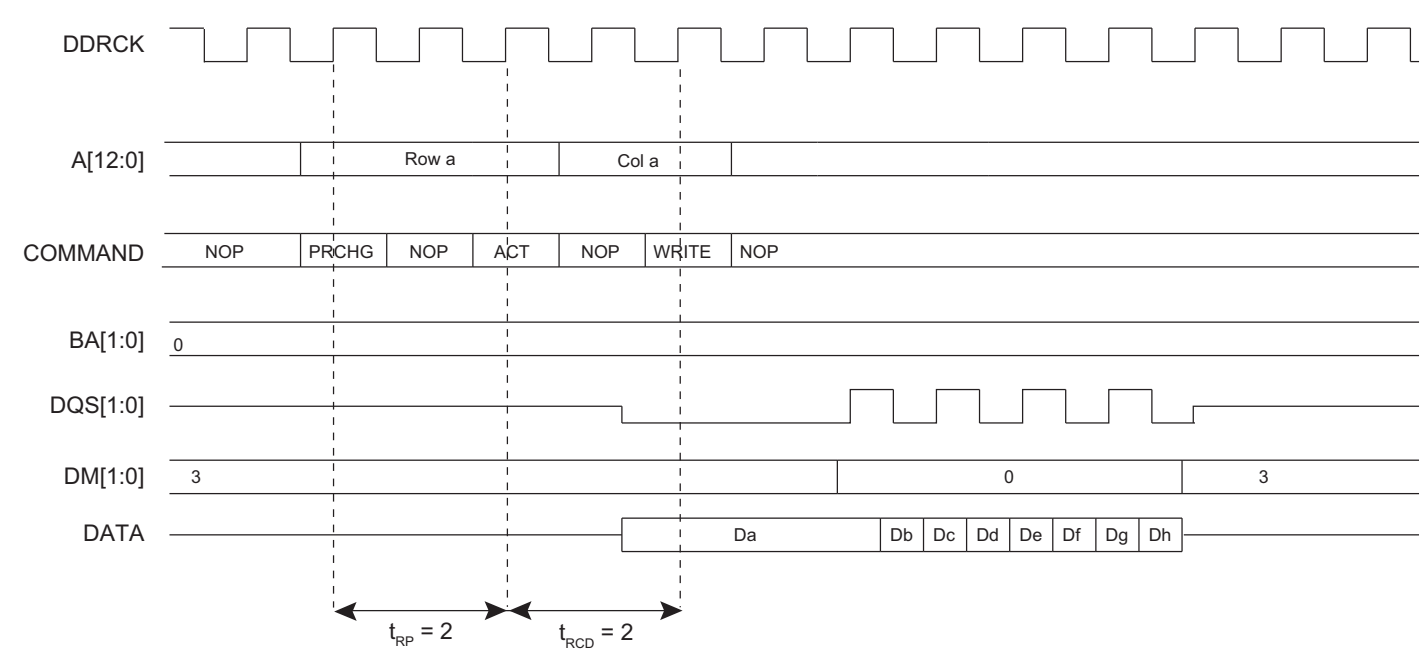 DDRCK
A[12:0] Row a Col a
COMMAND NOP PRCHG NOP ACT NOP WRITE NOP
BA[1:0] 0
DQS[1:0]
DM[1:0] 3 0 3
DATA Da Db Dc Dd De Df Dg Dh
tRP = 2 tRCD = 2